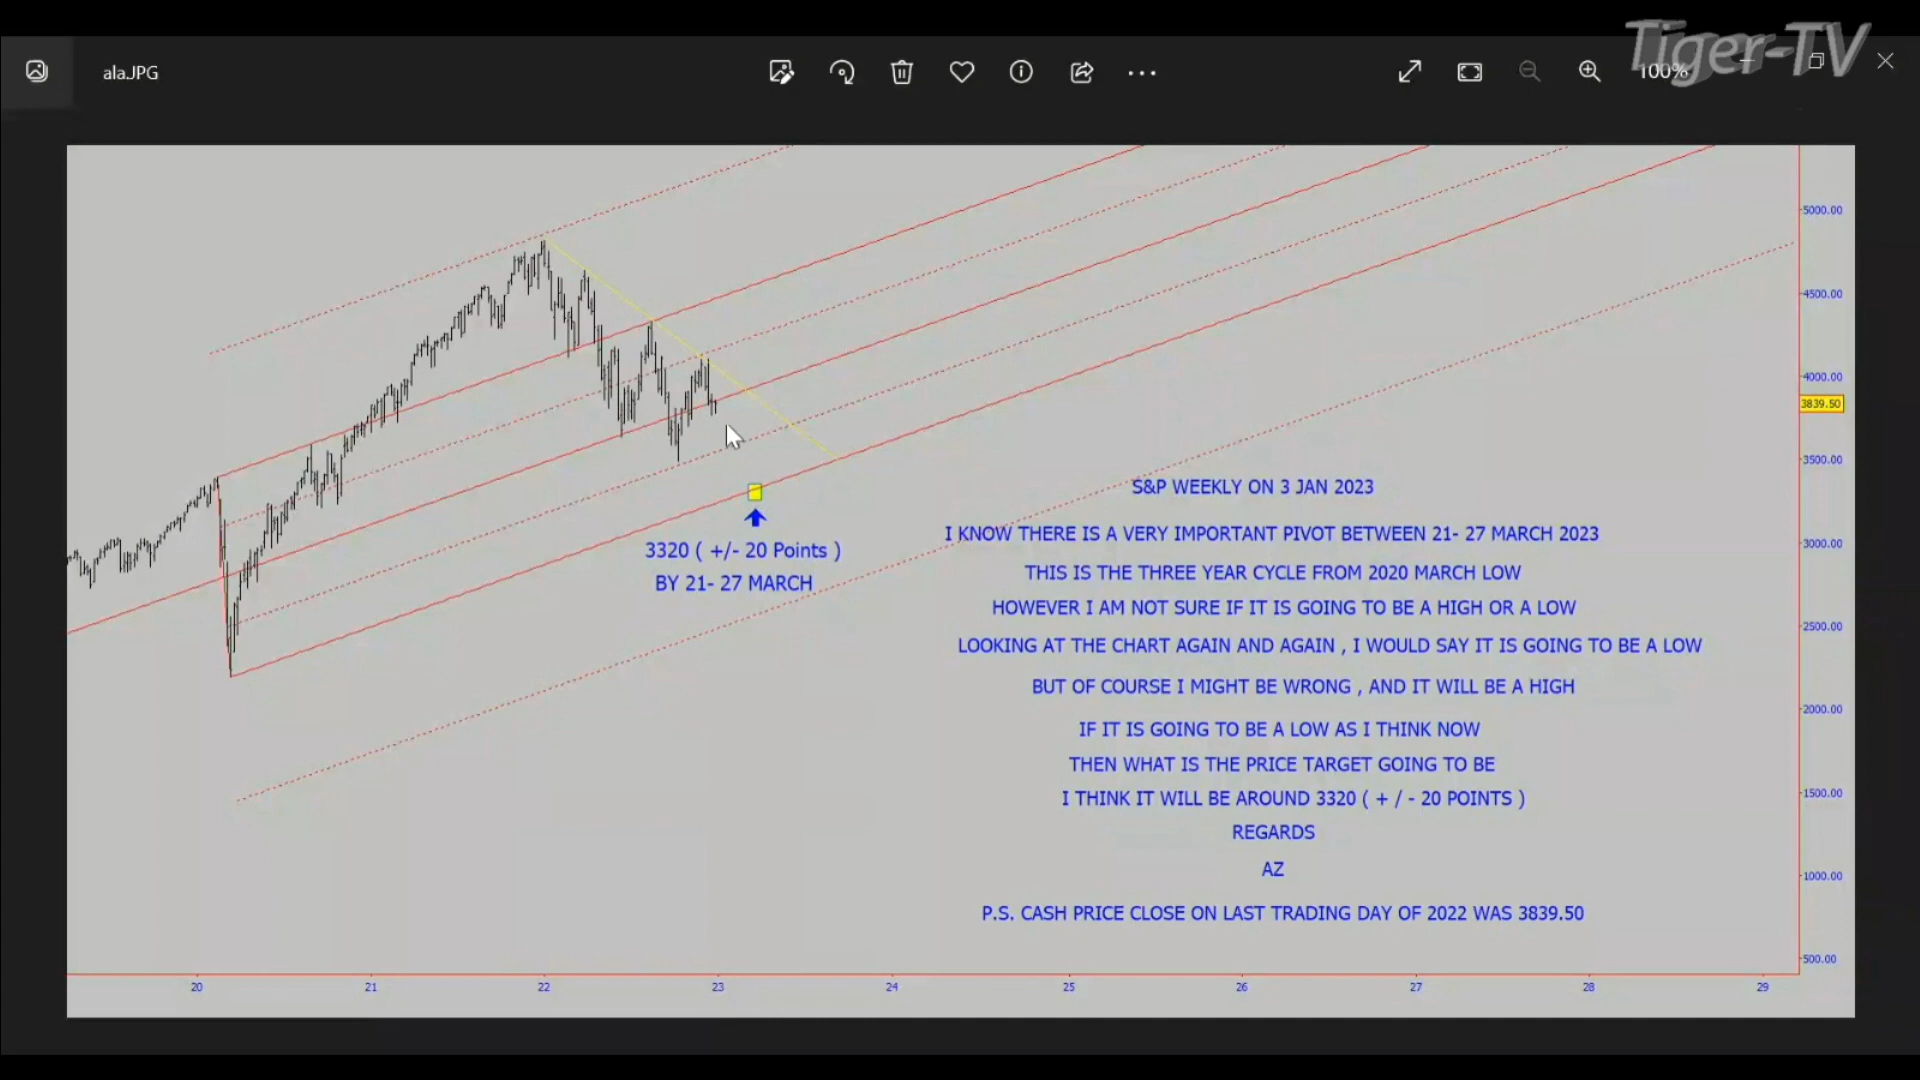 Tiger-TV
ala.JPG
100%
5000.00
4500.00
4000.00
3839.50
3500.00
3000.00
2500.00
2000.00
1500.00
1000.00
500.00
3320 ( +/- 20 Points )
BY 21- 27 MARCH
S&P WEEKLY ON 3 JAN 2023
I KNOW THERE IS A VERY IMPORTANT PIVOT BETWEEN 21- 27 MARCH 2023
THIS IS THE THREE YEAR CYCLE FROM 2020 MARCH LOW
HOWEVER I AM NOT SURE IF IT IS GOING TO BE A HIGH OR A LOW
LOOKING AT THE CHART AGAIN AND AGAIN , I WOULD SAY IT IS GOING TO BE A LOW
BUT OF COURSE I MIGHT BE WRONG , AND IT WILL BE A HIGH
IF IT IS GOING TO BE A LOW AS I THINK NOW
THEN WHAT IS THE PRICE TARGET GOING TO BE
I THINK IT WILL BE AROUND 3320 ( + / - 20 POINTS )
REGARDS
AZ
P.S. CASH PRICE CLOSE ON LAST TRADING DAY OF 2022 WAS 3839.50
20 21 22 23 24 25 26 27 28 29